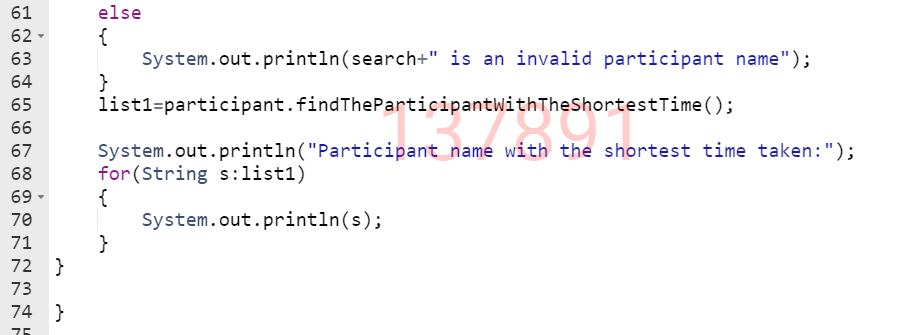 61 else
62 {
63 System.out.println(search+" is an invalid participant name");
64 }
65 list1=participant.findTheParticipantWithTheShortestTime();
66
67 System.out.println("Participant name with the shortest time taken:");
68 for(String s:list1)
69 {
70 System.out.println(s);
71 }
72 }
73
74 }
75
137891